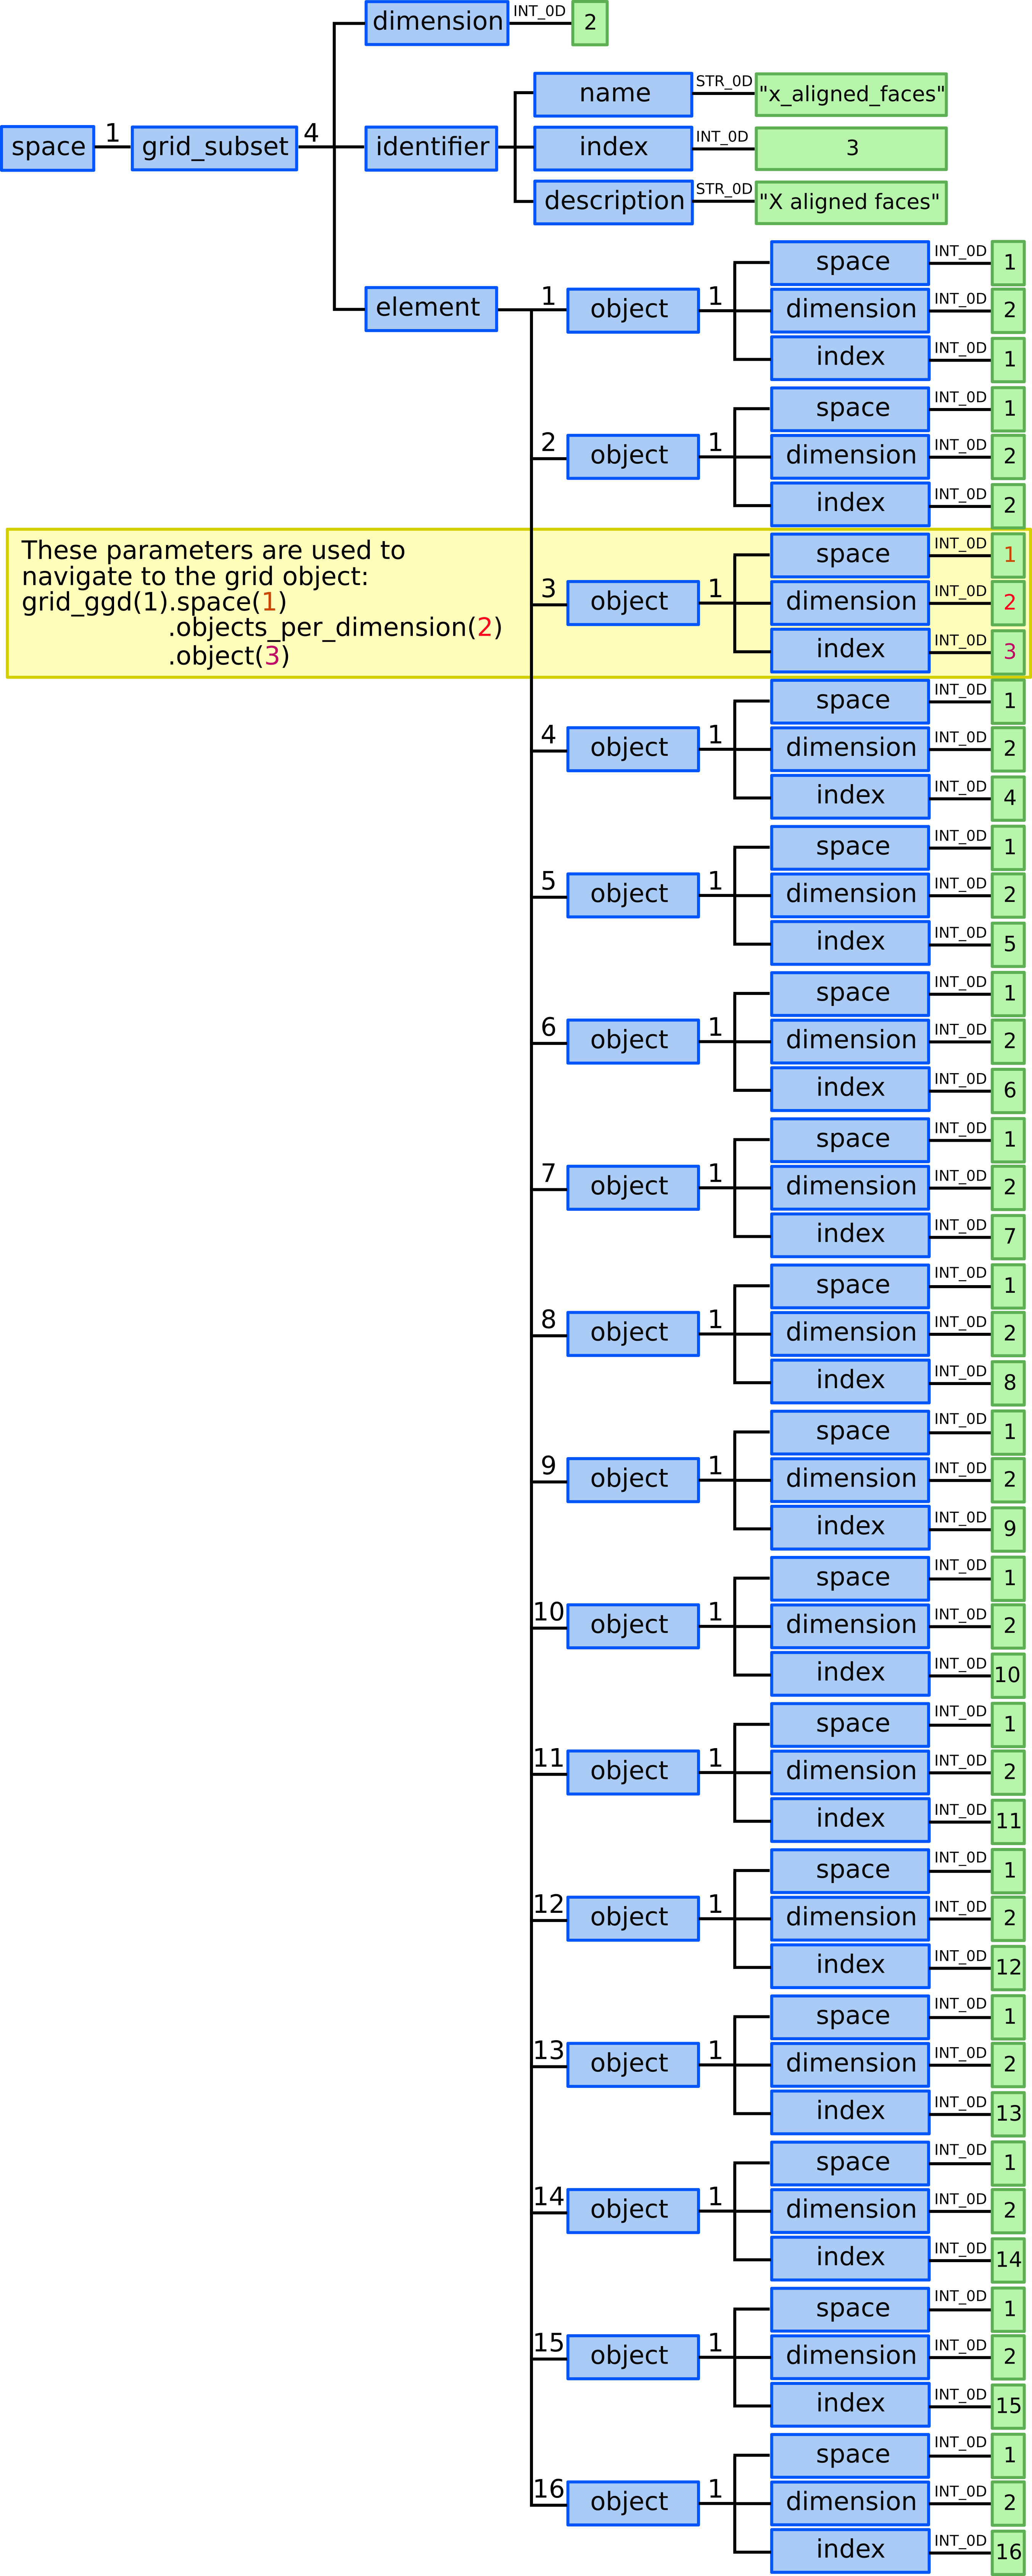 dimension INT_0D 2
name STR_0D "x_aligned_faces"
space 1 grid_subset 4 identifier index INT_0D 3
description STR_0D "X aligned faces"
space INT_0D 1
element 1 object 1 dimension INT_0D 2
index INT_0D 1
space INT_0D 1
2 object 1 dimension INT_0D 2
index INT_0D 2
These parameters are used to
navigate to the grid object:
grid_ggd(1).space(1)
.objects_per_dimension(2)
.object(3)
space INT_0D 1
3 object 1 dimension INT_0D 2
index INT_0D 3
space INT_0D 1
4 object 1 dimension INT_0D 2
index INT_0D 4
space INT_0D 1
5 object 1 dimension INT_0D 2
index INT_0D 5
space INT_0D 1
6 object 1 dimension INT_0D 2
index INT_0D 6
space INT_0D 1
7 object 1 dimension INT_0D 2
index INT_0D 7
space INT_0D 1
8 object 1 dimension INT_0D 2
index INT_0D 8
space INT_0D 1
9 object 1 dimension INT_0D 2
index INT_0D 9
space INT_0D 1
10 object 1 dimension INT_0D 2
index INT_0D 10
space INT_0D 1
11 object 1 dimension INT_0D 2
index INT_0D 11
space INT_0D 1
12 object 1 dimension INT_0D 2
index INT_0D 12
space INT_0D 1
13 object 1 dimension INT_0D 2
index INT_0D 13
space INT_0D 1
14 object 1 dimension INT_0D 2
index INT_0D 14
space INT_0D 1
15 object 1 dimension INT_0D 2
index INT_0D 15
space INT_0D 1
16 object 1 dimension INT_0D 2
index INT_0D 16